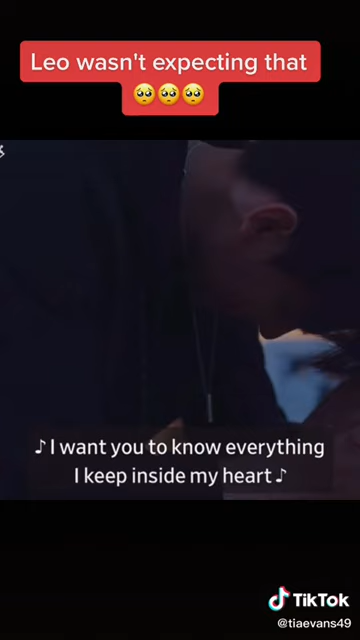 Leo wasn't expecting that
🥺🥺🥺
♪ I want you to know everything
I keep inside my heart ♪
TikTok
@tiaevans49